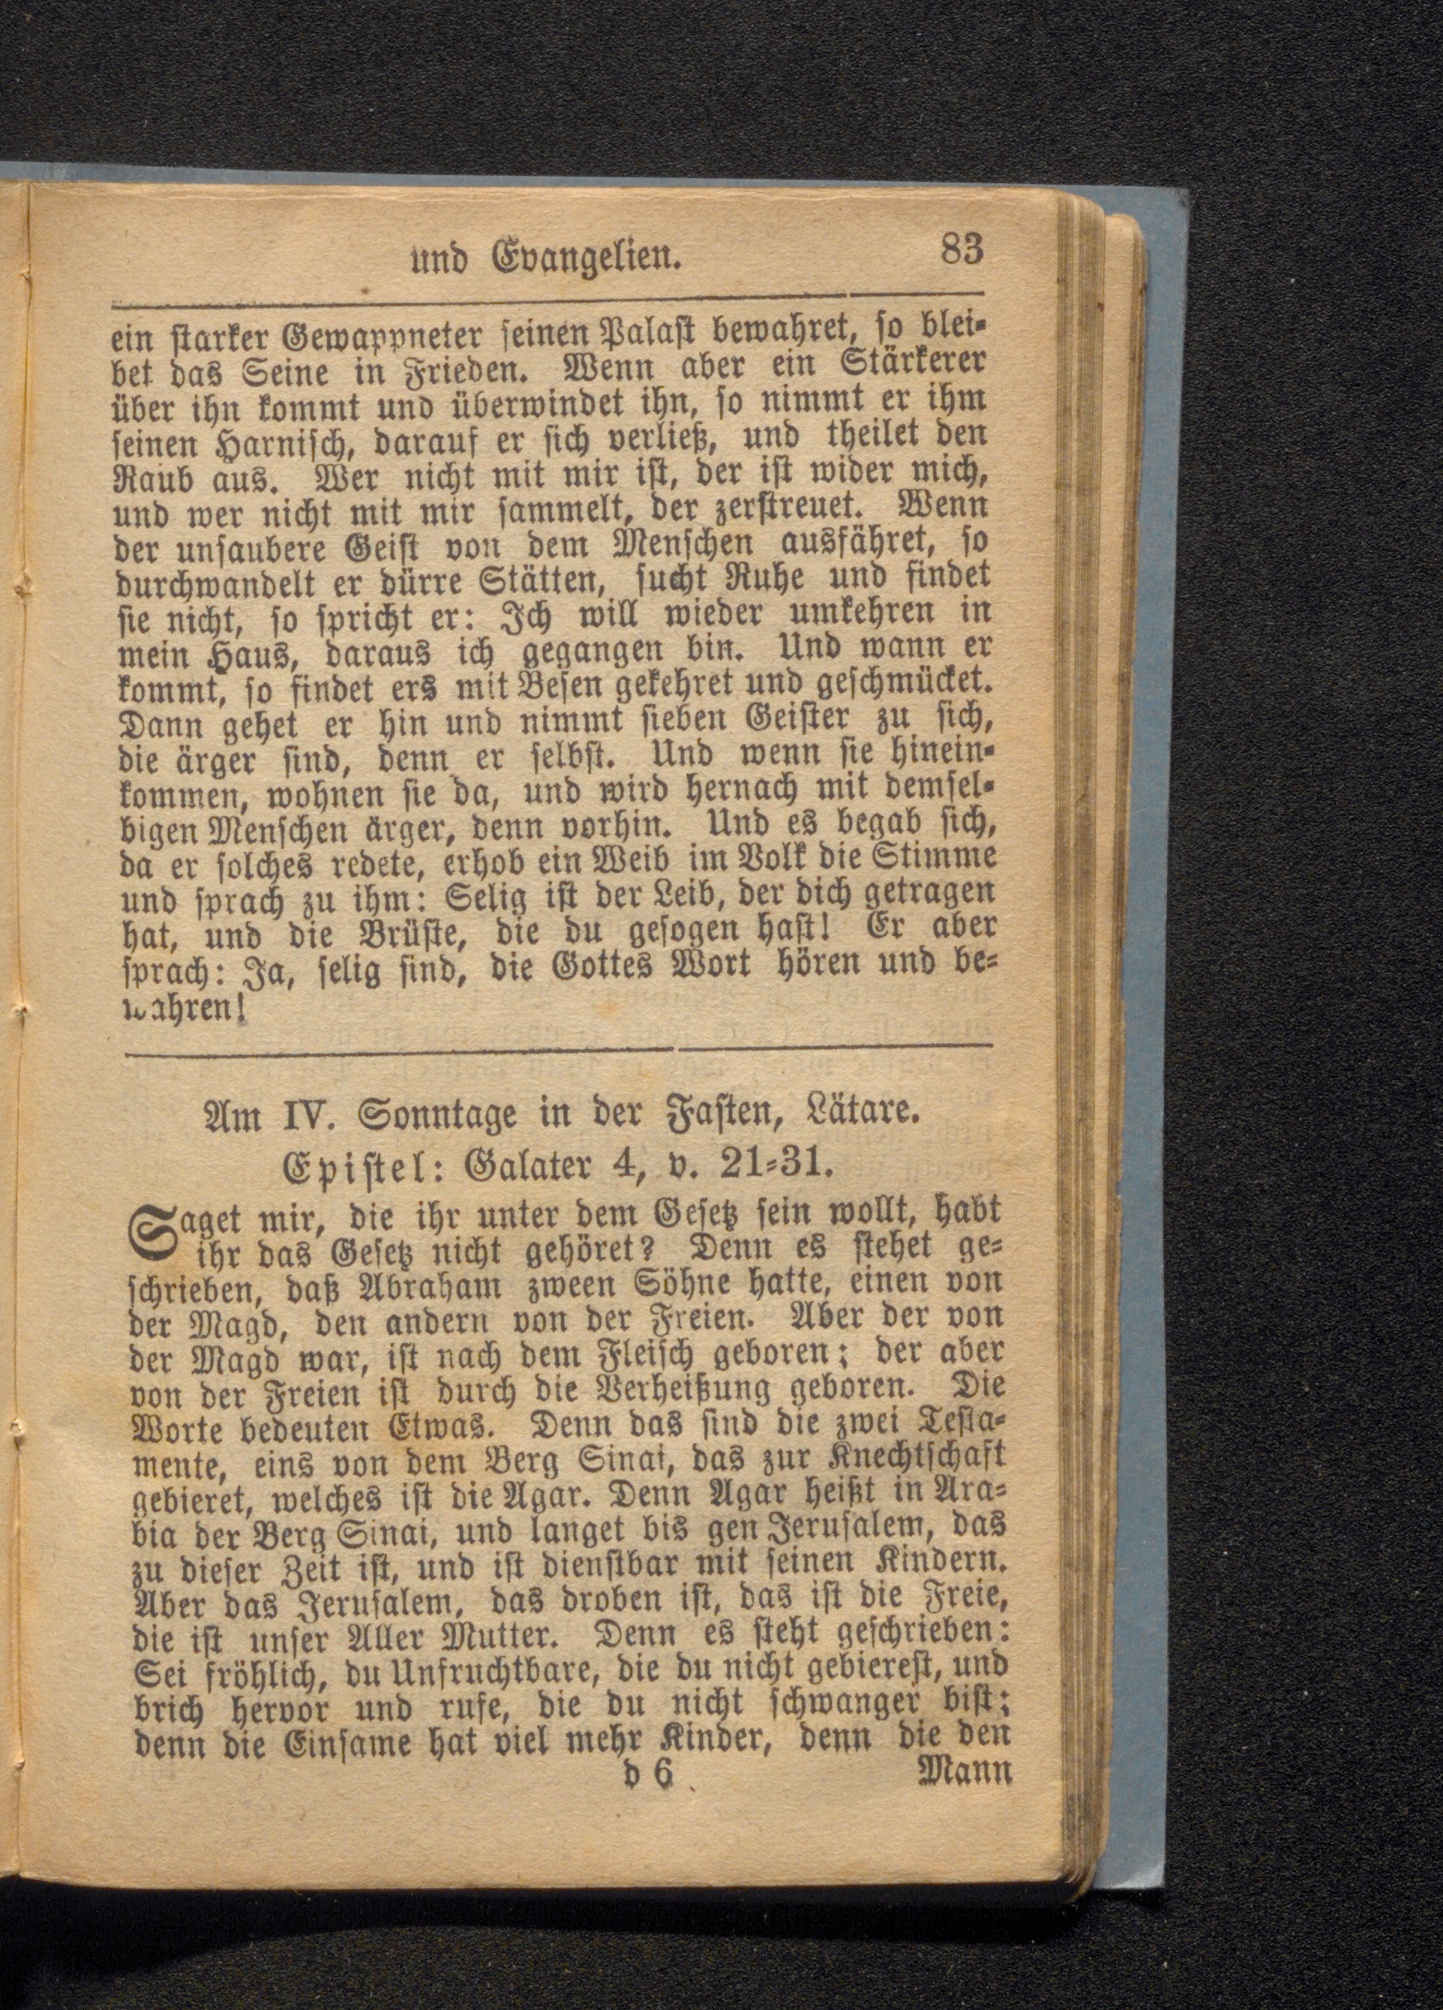 und Evangelien. 83
ein starker Gewappneter seinen Palast bewahret, so blei-
bet das Seine in Frieden. Wenn aber ein Stärkerer
über ihn kommt und überwindet ihn, so nimmt er ihm
seinen Harnisch, darauf er sich verließ, und theilet den
Raub aus. Wer nicht mit mir ist, der ist wider mich,
und wer nicht mit mir sammelt, der zerstreuet. Wenn
der unsaubere Geist von dem Menschen ausfähret, so
durchwandelt er dürre Stätten, sucht Ruhe und findet
sie nicht, so spricht er: Ich will wieder umkehren in
mein Haus, daraus ich gegangen bin. Und wann er
kommt, so findet ers mit Besen gekehret und geschmücket.
Dann gehet er hin und nimmt sieben Geister zu sich,
die ärger sind, denn er selbst. Und wenn sie hinein-
kommen, wohnen sie da, und wird hernach mit demsel-
bigen Menschen ärger, denn vorhin. Und es begab sich,
da er solches redete, erhob ein Weib im Volk die Stimme
und sprach zu ihm: Selig ist der Leib, der dich getragen
hat, und die Brüste, die du gesogen hast! Er aber
sprach: Ja, selig sind, die Gottes Wort hören und be-
wahren!
Am IV. Sonntage in der Fasten, Lätare.
Epistel: Galater 4, v. 21-31.
Saget mir, die ihr unter dem Gesetz sein wollt, habt
ihr das Gesetz nicht gehöret? Denn es stehet ge-
schrieben, daß Abraham zween Söhne hatte, einen von
der Magd, den andern von der Freien. Aber der von
der Magd war, ist nach dem Fleisch geboren; der aber
von der Freien ist durch die Verheißung geboren. Die
Worte bedeuten Etwas. Denn das sind die zwei Testa-
mente, eins von dem Berg Sinai, das zur Knechtschaft
gebieret, welches ist die Agar. Denn Agar heißt in Ara-
bia der Berg Sinai, und langet bis gen Jerusalem, das
zu dieser Zeit ist, und ist dienstbar mit seinen Kindern.
Aber das Jerusalem, das droben ist, das ist die Freie,
die ist unser Aller Mutter. Denn es steht geschrieben:
Sei fröhlich, du Unfruchtbare, die du nicht gebierest, und
brich hervor und rufe, die du nicht schwanger bist;
denn die Einsame hat viel mehr Kinder, denn die den
d 6 Mann